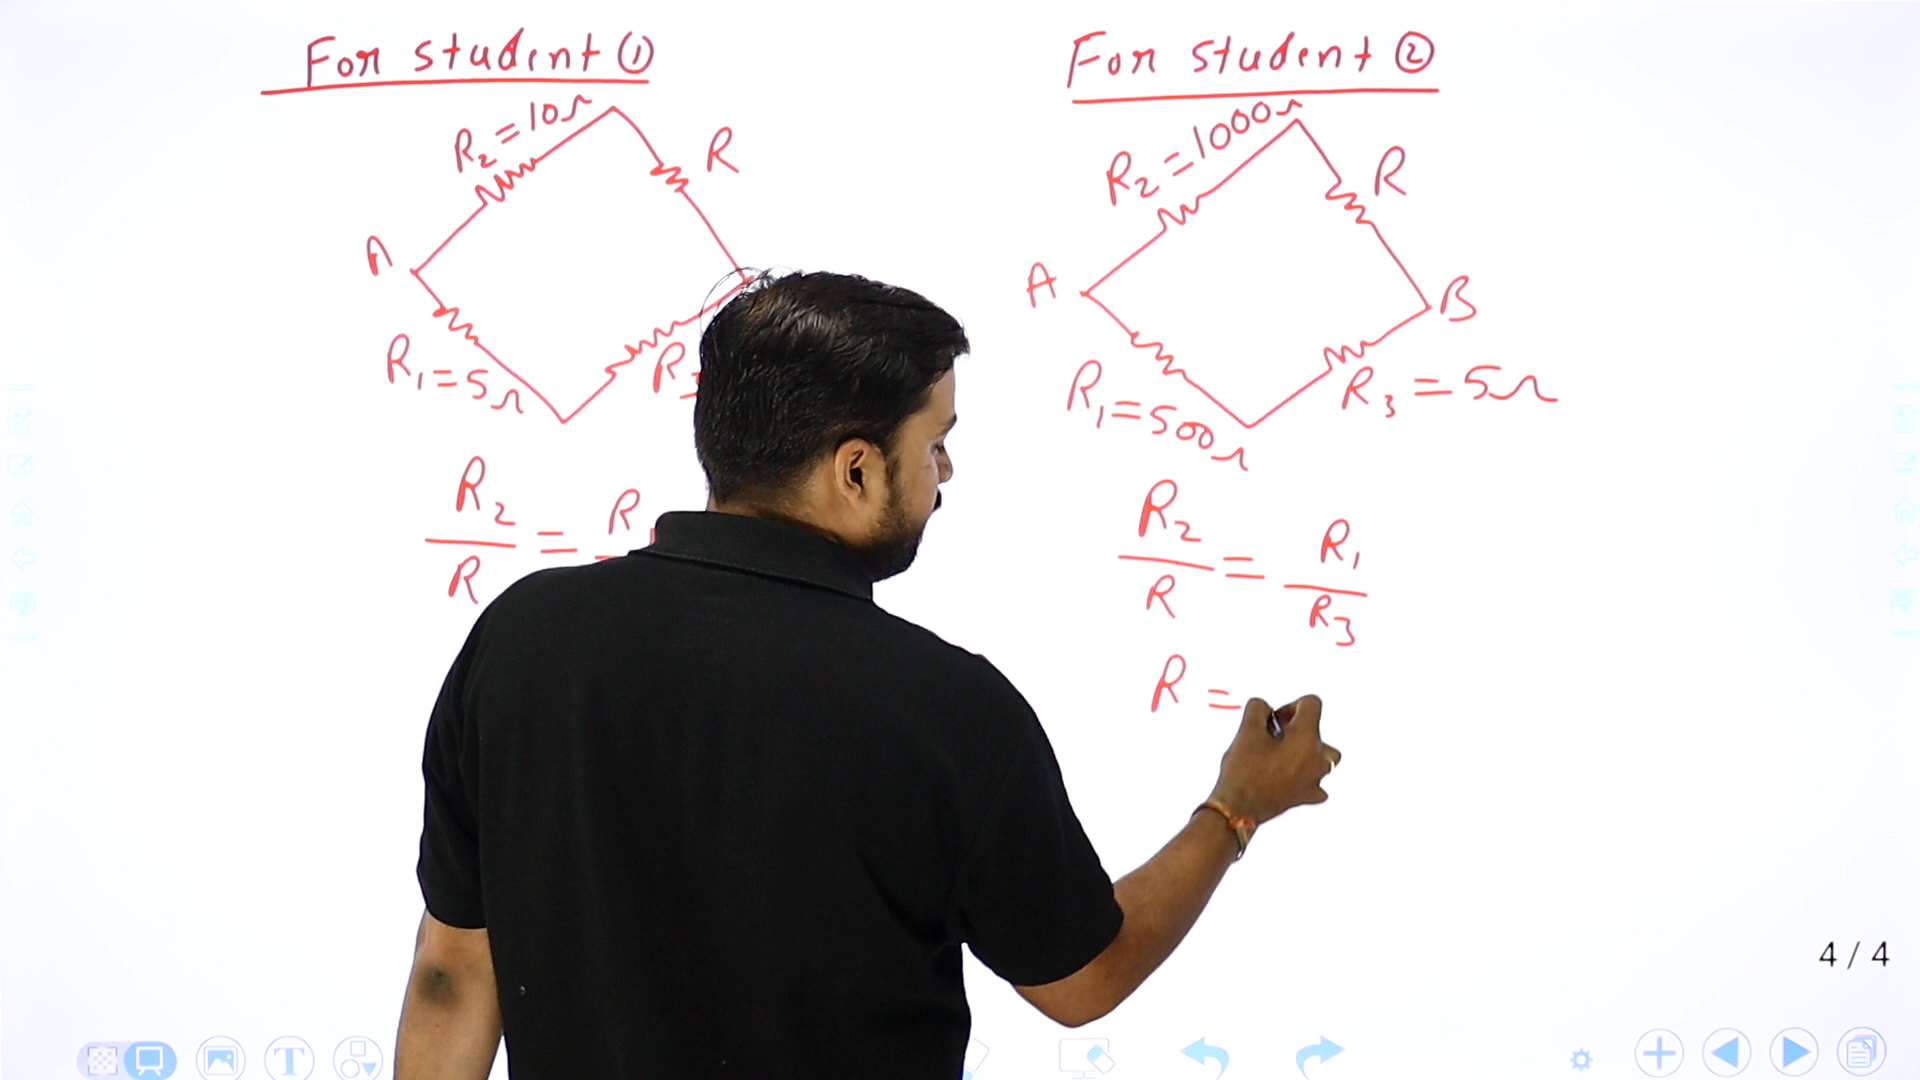 For student ①
R₂ = 10Ω
R
A
R₁ = 5Ω
R₂/R = R
For student ②
R₂ = 1000Ω
R
A
B
R₁ = 500Ω
R₃ = 5Ω
R₂/R = R₁/R₃
R =
4 / 4
T